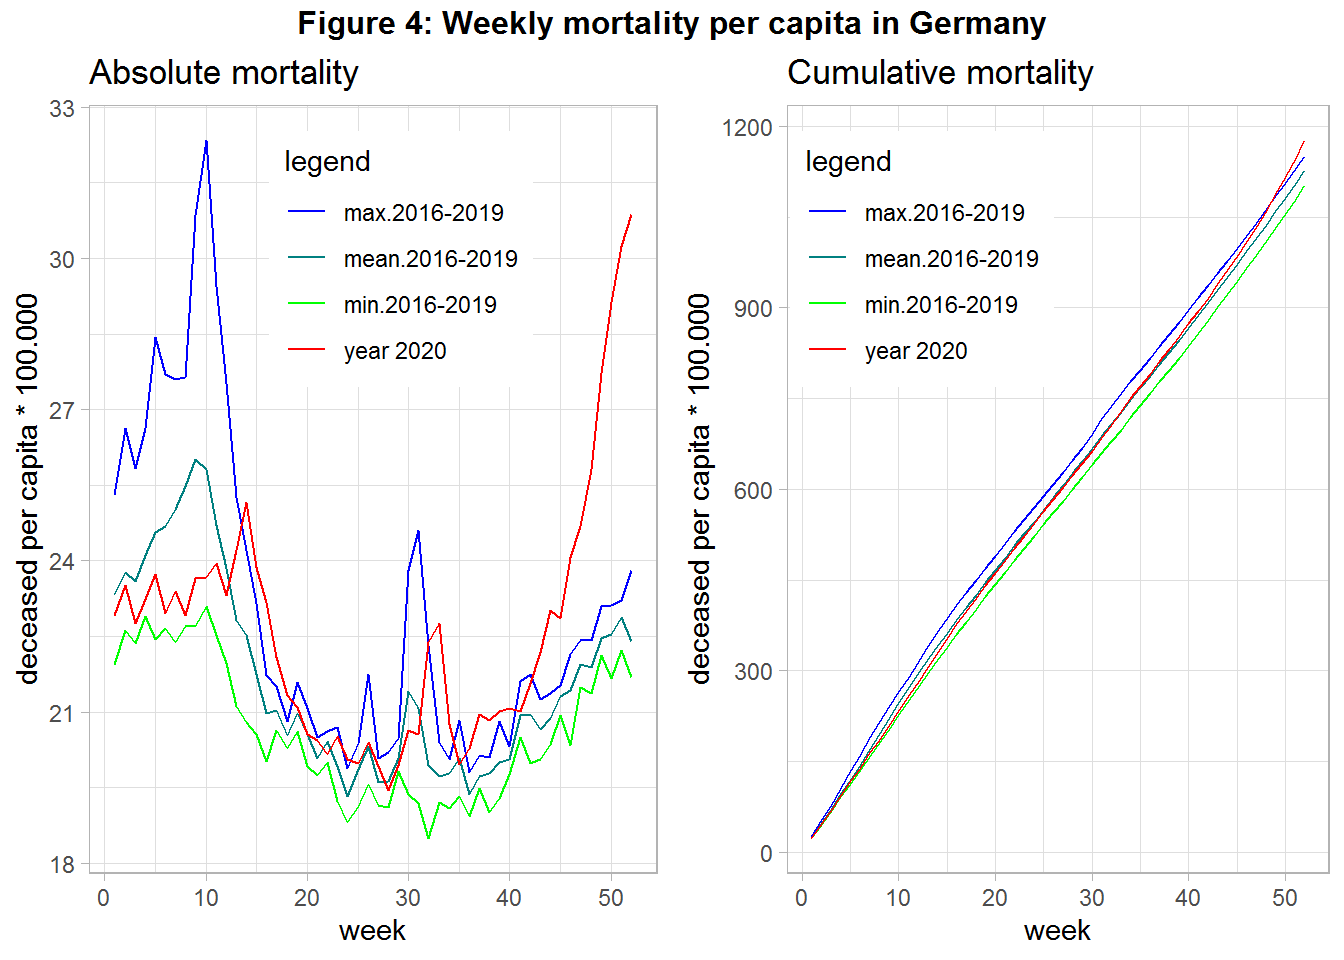 Figure 4: Weekly mortality per capita in Germany
Absolute mortality
deceased per capita * 100.000
33
30
27
24
21
18
legend
max.2016-2019
mean.2016-2019
min.2016-2019
year 2020
0
10
20
30
40
50
week
Cumulative mortality
deceased per capita * 100.000
1200
900
600
300
0
legend
max.2016-2019
mean.2016-2019
min.2016-2019
year 2020
0
10
20
30
40
50
week